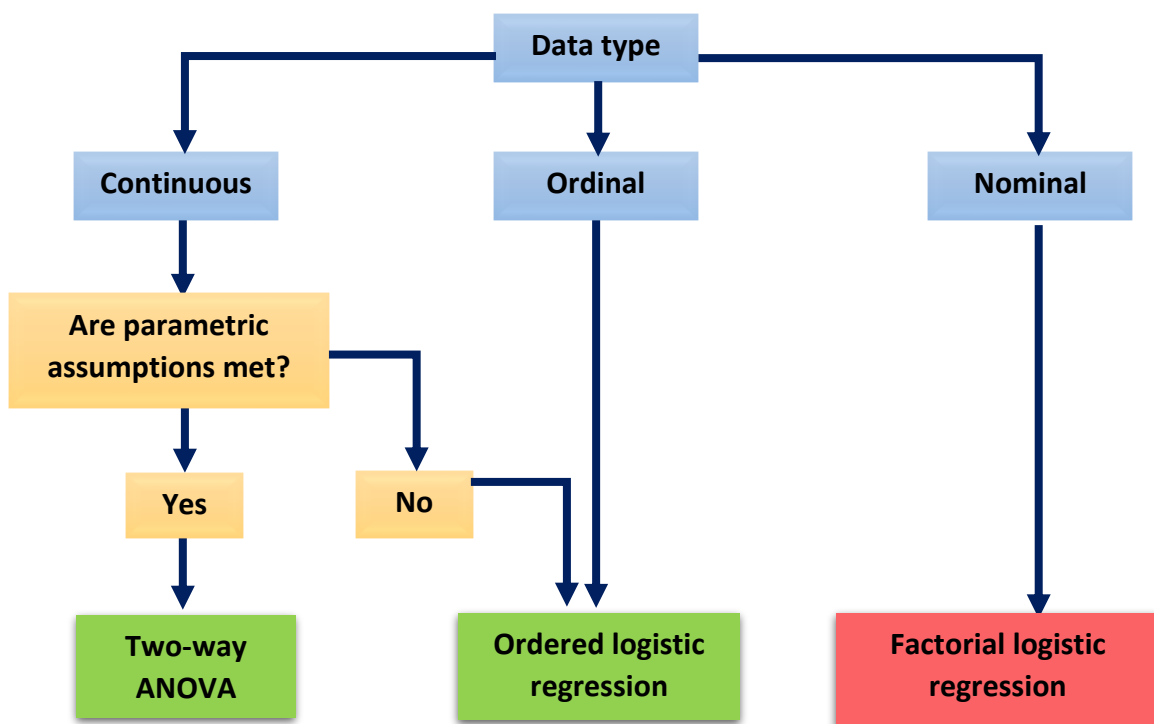 Data type
Continuous
Ordinal
Nominal
Are parametric
assumptions met?
Yes
No
Two-way
ANOVA
Ordered logistic
regression
Factorial logistic
regression